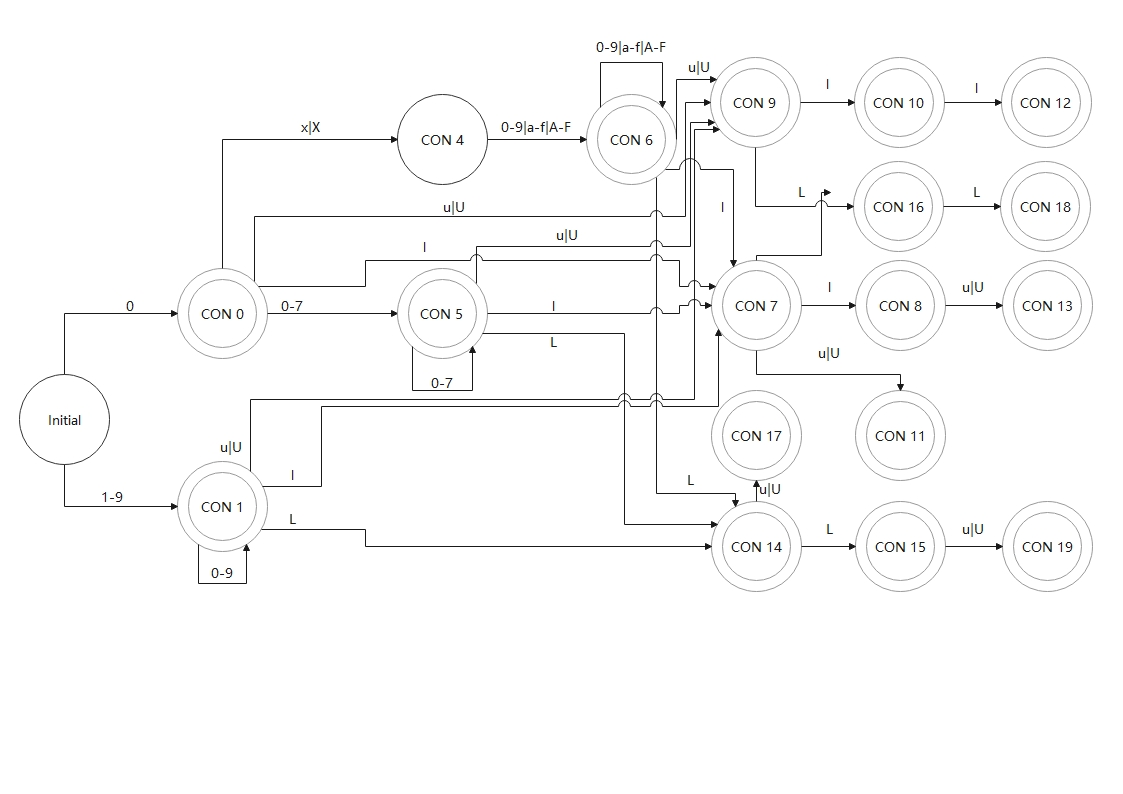 0-9|a-f|A-F
u|U
CON 9
l
CON 10
l
CON 12
x|X
CON 4
0-9|a-f|A-F
CON 6
L
CON 16
L
CON 18
u|U
l
u|U
l
0
CON 0
0-7
CON 5
l
CON 7
l
CON 8
u|U
CON 13
L
u|U
0-7
Initial
u|U
CON 17
CON 11
l
L
u|U
1-9
CON 1
L
CON 14
L
CON 15
u|U
CON 19
0-9